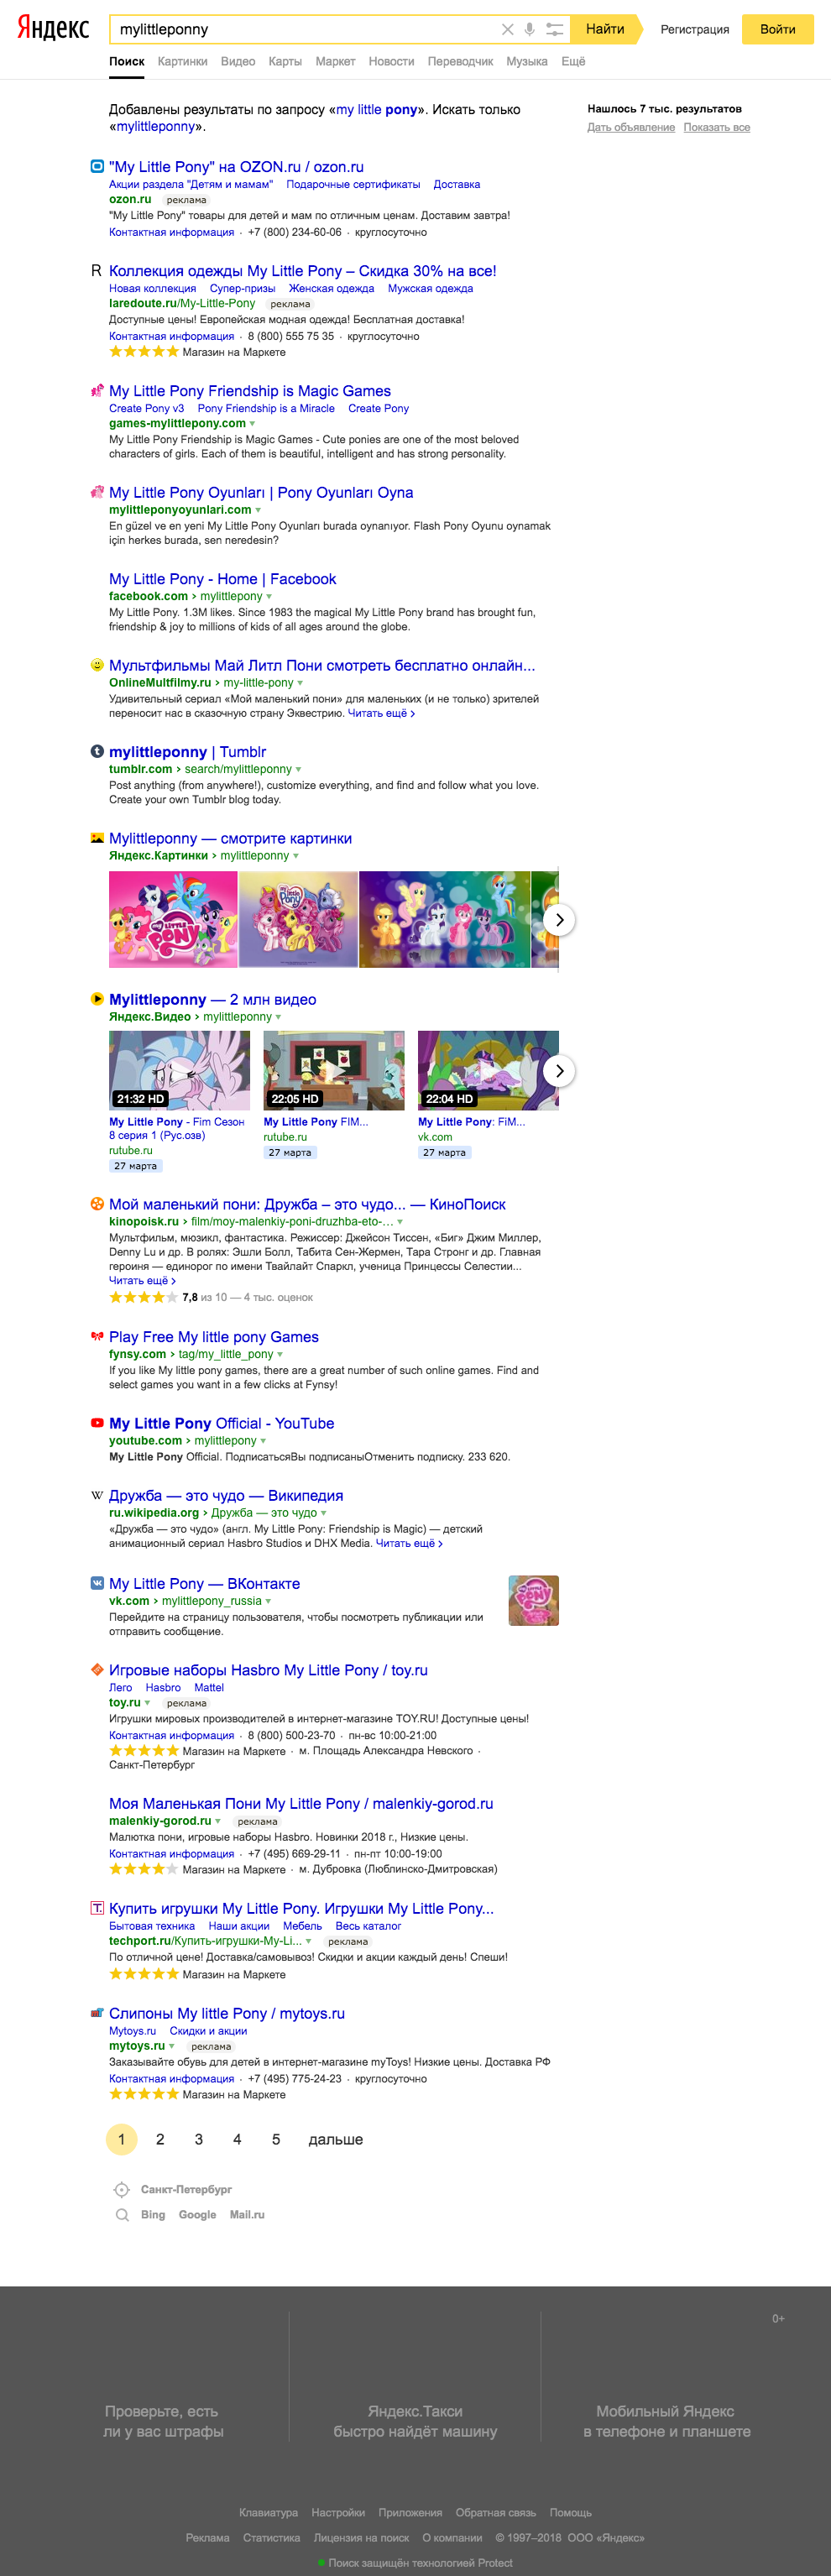 Яндекс
mylittleponny
Найти
Регистрация
Войти
Поиск Картинки Видео Карты Маркет Новости Переводчик Музыка Ещё
Добавлены результаты по запросу «my little pony». Искать только
«mylittleponny».
Нашлось 7 тыс. результатов
Дать объявление Показать все
"My Little Pony" на OZON.ru / ozon.ru
Акции раздела "Детям и мамам" Подарочные сертификаты Доставка
ozon.ru реклама
"My Little Pony" товары для детей и мам по отличным ценам. Доставим завтра!
Контактная информация · +7 (800) 234-60-06 · круглосуточно
Коллекция одежды My Little Pony – Скидка 30% на все!
Новая коллекция Супер-призы Женская одежда Мужская одежда
laredoute.ru/My-Little-Pony реклама
Доступные цены! Европейская модная одежда! Бесплатная доставка!
Контактная информация · 8 (800) 555 75 35 · круглосуточно
Магазин на Маркете
My Little Pony Friendship is Magic Games
Create Pony v3 Pony Friendship is a Miracle Create Pony
games-mylittlepony.com
My Little Pony Friendship is Magic Games - Cute ponies are one of the most beloved
characters of girls. Each of them is beautiful, intelligent and has strong personality.
My Little Pony Oyunları | Pony Oyunları Oyna
mylittleponyoyunlari.com
En güzel ve en yeni My Little Pony Oyunları burada oynanıyor. Flash Pony Oyunu oynamak
için herkes burada, sen neredesin?
My Little Pony - Home | Facebook
facebook.com › mylittlepony
My Little Pony. 1.3M likes. Since 1983 the magical My Little Pony brand has brought fun,
friendship & joy to millions of kids of all ages around the globe.
Мультфильмы Май Литл Пони смотреть бесплатно онлайн...
OnlineMultfilmy.ru › my-little-pony
Удивительный сериал «Мой маленький пони» для маленьких (и не только) зрителей
переносит нас в сказочную страну Эквестрию. Читать ещё ›
mylittleponny | Tumblr
tumblr.com › search/mylittleponny
Post anything (from anywhere!), customize everything, and find and follow what you love.
Create your own Tumblr blog today.
Mylittleponny — смотрите картинки
Яндекс.Картинки › mylittleponny
Mylittleponny — 2 млн видео
Яндекс.Видео › mylittleponny
21:32 HD 22:05 HD 22:04 HD
My Little Pony - Fim Сезон My Little Pony FIM... My Little Pony: FiM...
8 серия 1 (Рус.озв) rutube.ru vk.com
rutube.ru 27 марта 27 марта
27 марта
Мой маленький пони: Дружба – это чудо... — КиноПоиск
kinopoisk.ru › film/moy-malenkiy-poni-druzhba-eto-…
Мультфильм, мюзикл, фантастика. Режиссер: Джейсон Тиссен, «Биг» Джим Миллер,
Denny Lu и др. В ролях: Эшли Болл, Табита Сен-Жермен, Тара Стронг и др. Главная
героиня — единорог по имени Твайлайт Спаркл, ученица Принцессы Селестии...
Читать ещё ›
7,8 из 10 — 4 тыс. оценок
Play Free My little pony Games
fynsy.com › tag/my_little_pony
If you like My little pony games, there are a great number of such online games. Find and
select games you want in a few clicks at Fynsy!
My Little Pony Official - YouTube
youtube.com › mylittlepony
My Little Pony Official. ПодписатьсяВы подписаныОтменить подписку. 233 620.
Дружба — это чудо — Википедия
ru.wikipedia.org › Дружба — это чудо
«Дружба — это чудо» (англ. My Little Pony: Friendship is Magic) — детский
анимационный сериал Hasbro Studios и DHX Media. Читать ещё ›
My Little Pony — ВКонтакте
vk.com › mylittlepony_russia
Перейдите на страницу пользователя, чтобы посмотреть публикации или
отправить сообщение.
Игровые наборы Hasbro My Little Pony / toy.ru
Лего Hasbro Mattel
toy.ru реклама
Игрушки мировых производителей в интернет-магазине TOY.RU! Доступные цены!
Контактная информация · 8 (800) 500-23-70 · пн-вс 10:00-21:00
Магазин на Маркете · м. Площадь Александра Невского ·
Санкт-Петербург
Моя Маленькая Пони My Little Pony / malenkiy-gorod.ru
malenkiy-gorod.ru реклама
Малютка пони, игровые наборы Hasbro. Новинки 2018 г., Низкие цены.
Контактная информация · +7 (495) 669-29-11 · пн-пт 10:00-19:00
Магазин на Маркете · м. Дубровка (Люблинско-Дмитровская)
Купить игрушки My Little Pony. Игрушки My Little Pony...
Бытовая техника Наши акции Мебель Весь каталог
techport.ru/Купить-игрушки-My-Li... реклама
По отличной цене! Доставка/самовывоз! Скидки и акции каждый день! Спеши!
Магазин на Маркете
Слипоны My little Pony / mytoys.ru
Mytoys.ru Скидки и акции
mytoys.ru реклама
Заказывайте обувь для детей в интернет-магазине myToys! Низкие цены. Доставка РФ
Контактная информация · +7 (495) 775-24-23 · круглосуточно
Магазин на Маркете
1 2 3 4 5 дальше
Санкт-Петербург
Bing Google Mail.ru
0+
Проверьте, есть
ли у вас штрафы
Яндекс.Такси
быстро найдёт машину
Мобильный Яндекс
в телефоне и планшете
Клавиатура Настройки Приложения Обратная связь Помощь
Реклама Статистика Лицензия на поиск О компании © 1997–2018 ООО «Яндекс»
Поиск защищён технологией Protect